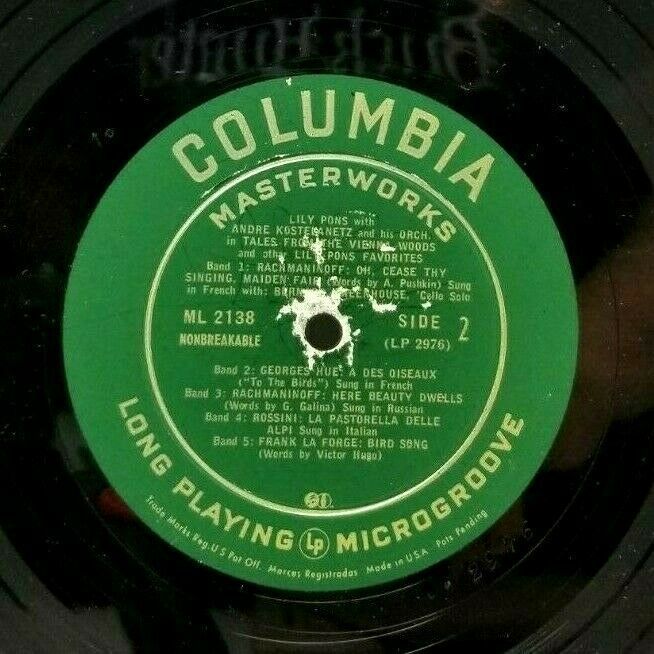 COLUMBIA
MASTERWORKS
LILY PONS with
ANDRE KOSTELANETZ and his ORCH.
in TALES FROM THE VIENNA WOODS
and other LILY PONS FAVORITES
Band 1: RACHMANINOFF: OH, CEASE THY
SINGING, MAIDEN FAIR (Words by A. Pushkin) Sung
in French with: 'Cello Solo
ML 2138
NONBREAKABLE
SIDE 2
(LP 2976)
Band 2: GEORGES HUE: A DES OISEAUX
("To The Birds") Sung in French
Band 3: RACHMANINOFF: HERE BEAUTY DWELLS
(Words by G. Galina) Sung in Russian
Band 4: ROSSINI: LA PASTORELLA DELLE
ALPI Sung in Italian
Band 5: FRANK LA FORGE: BIRD SONG
(Words by Victor Hugo)
LONG PLAYING LP MICROGROOVE
Trade Marks Reg. U S Pat Off. Marcas Registradas Made in U.S.A Pats Pending